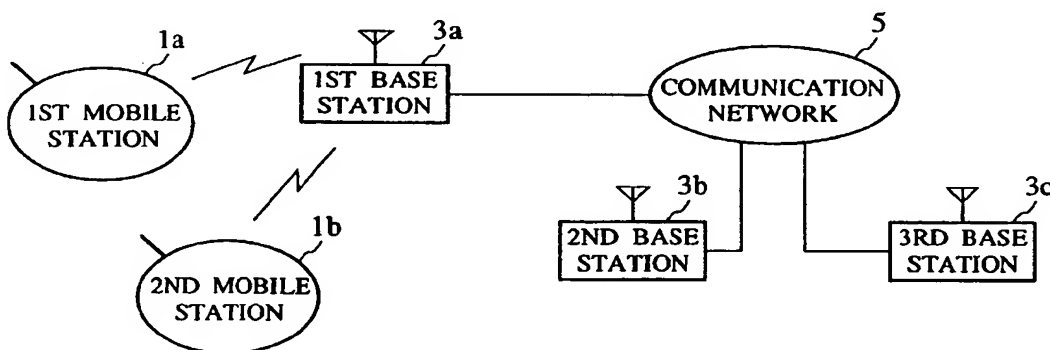 1a
1ST MOBILE
STATION
3a
1ST BASE
STATION
5
COMMUNICATION
NETWORK
1b
2ND MOBILE
STATION
3b
2ND BASE
STATION
3c
3RD BASE
STATION